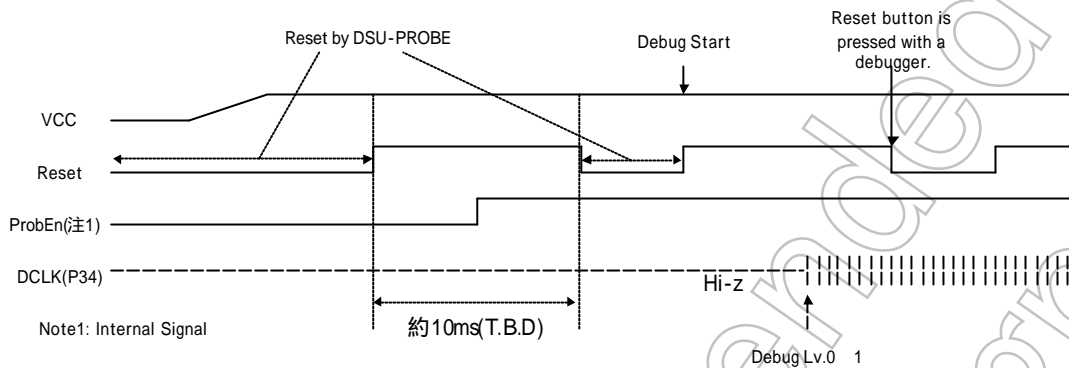 Reset by DSU-PROBE
Debug Start
Reset button is
pressed with a
debugger.
VCC
Reset
ProbEn(注1)
DCLK(P34)
Hi-z
Note1: Internal Signal
約10ms(T.B.D)
Debug Lv.0 1